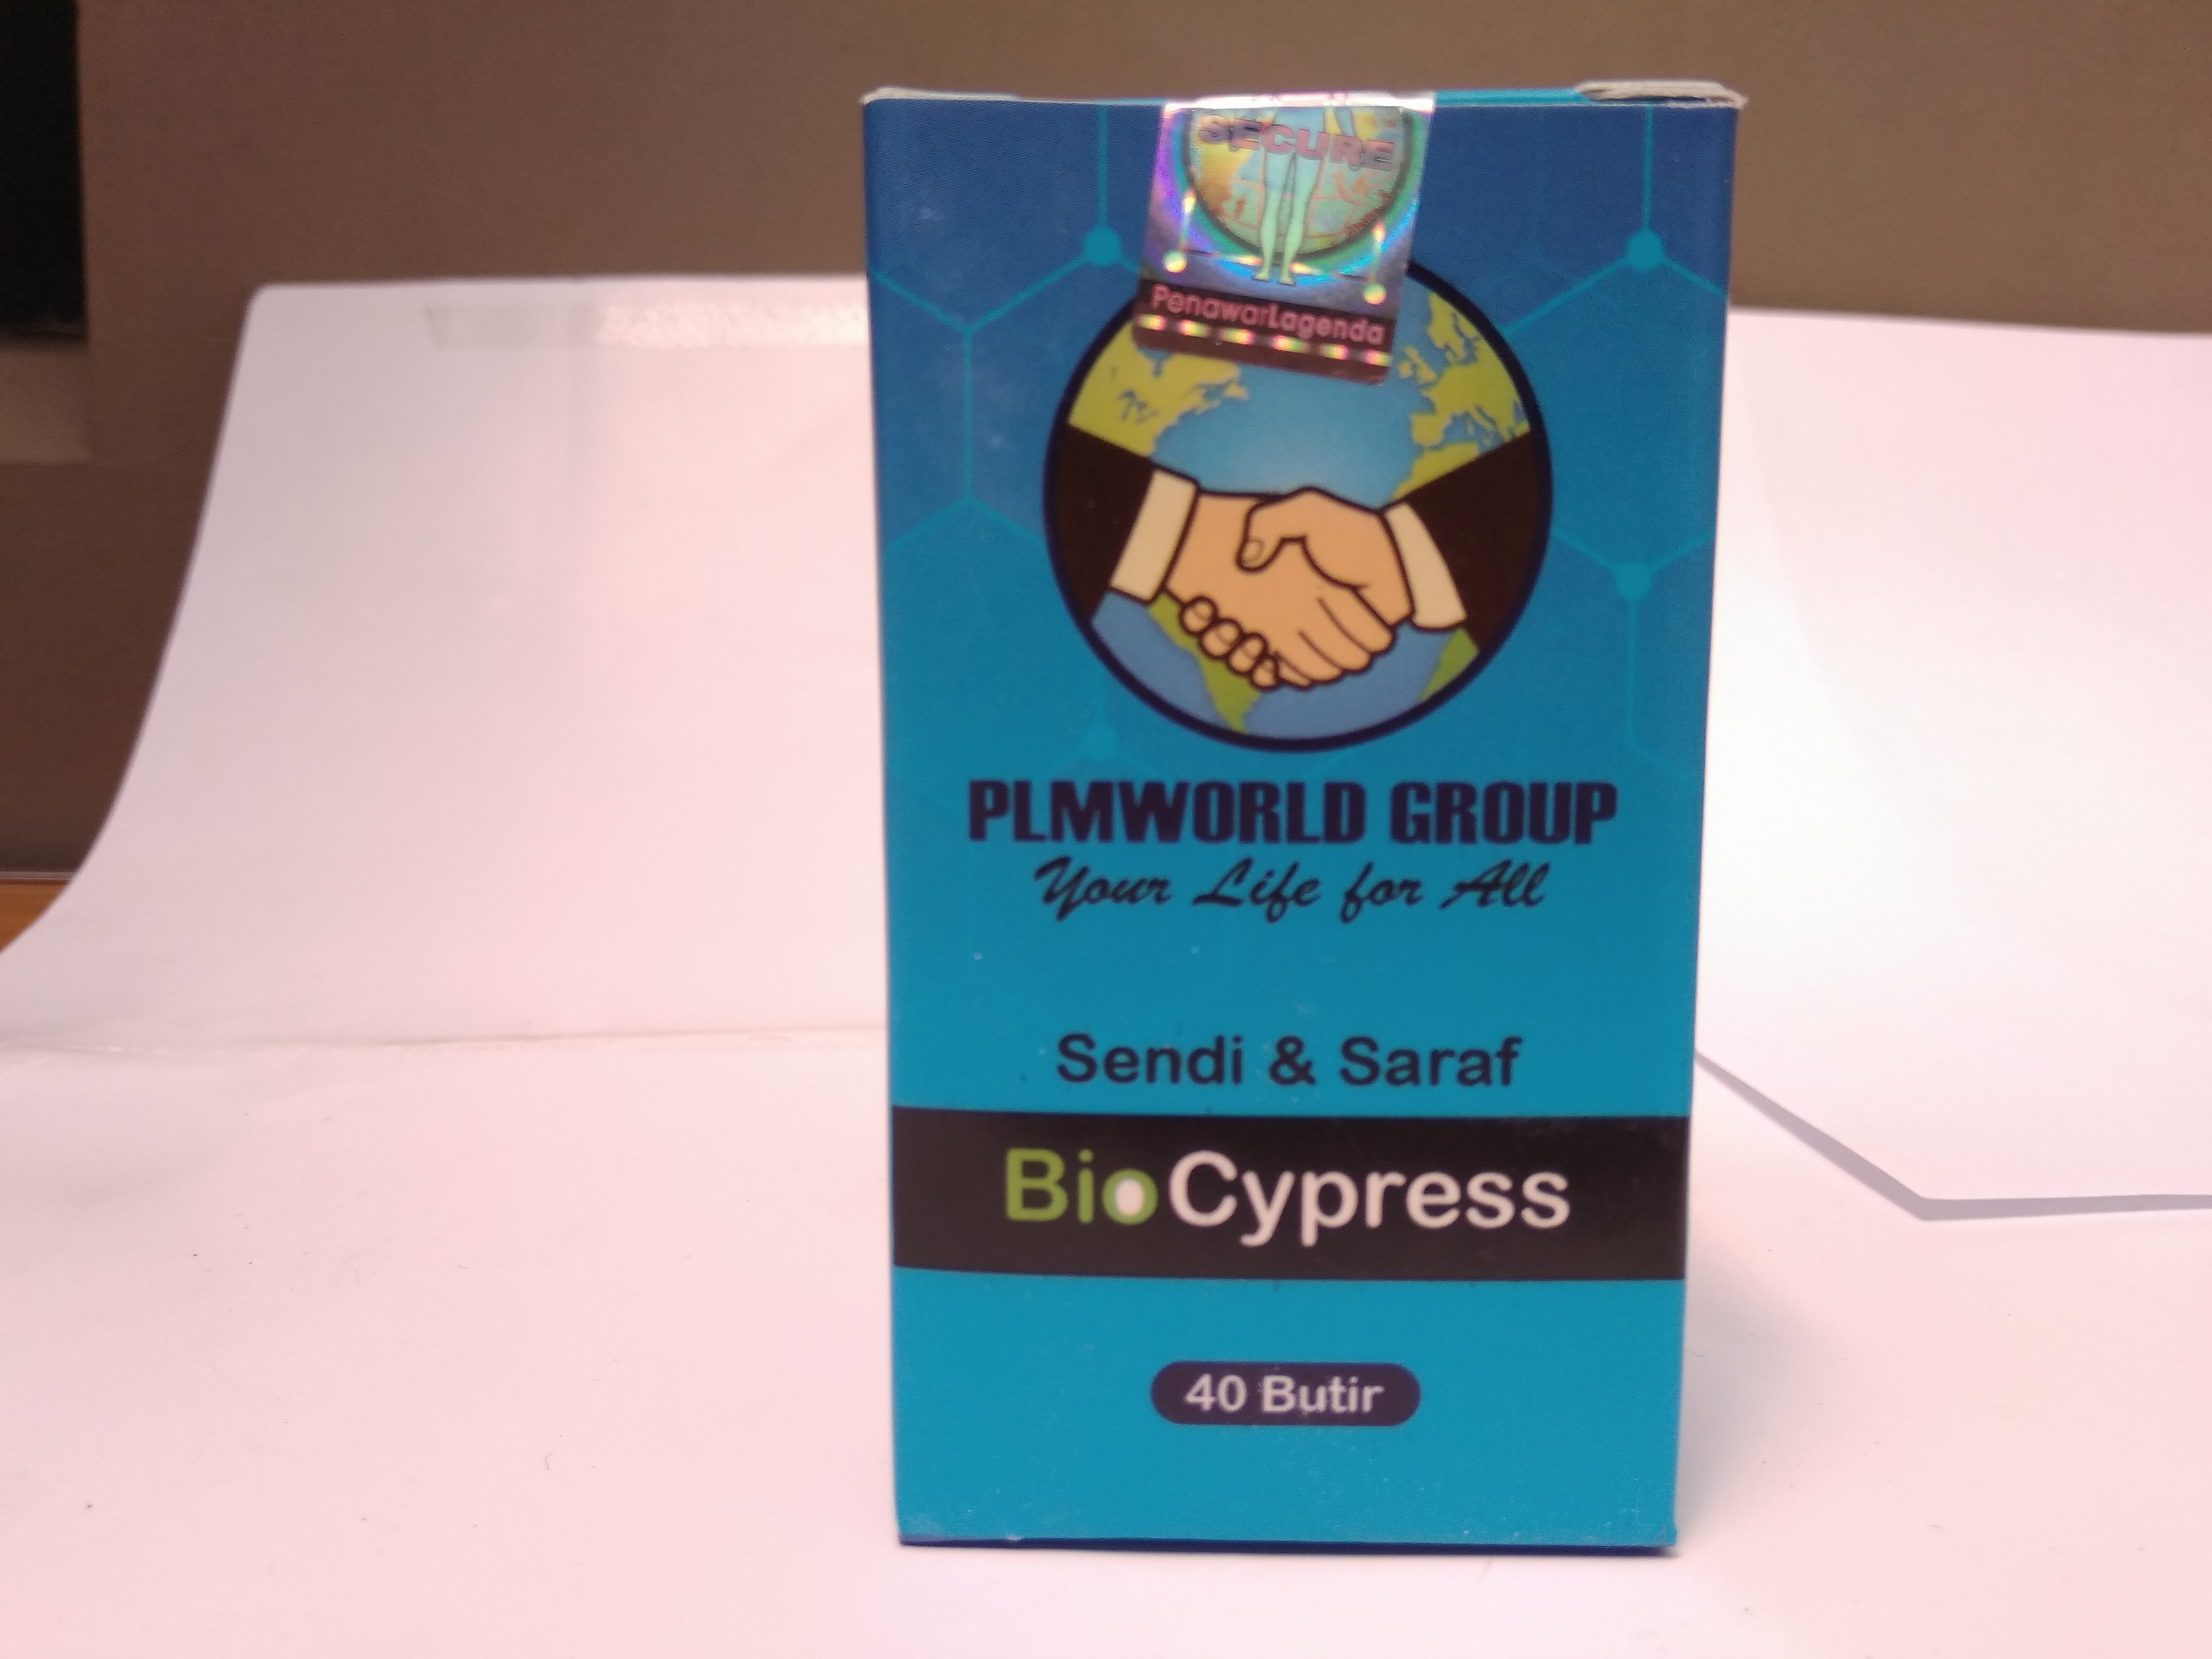 SECURE
PenawarLagenda
PLMWORLD GROUP
Your Life for All
Sendi & Saraf
BioCypress
40 Butir